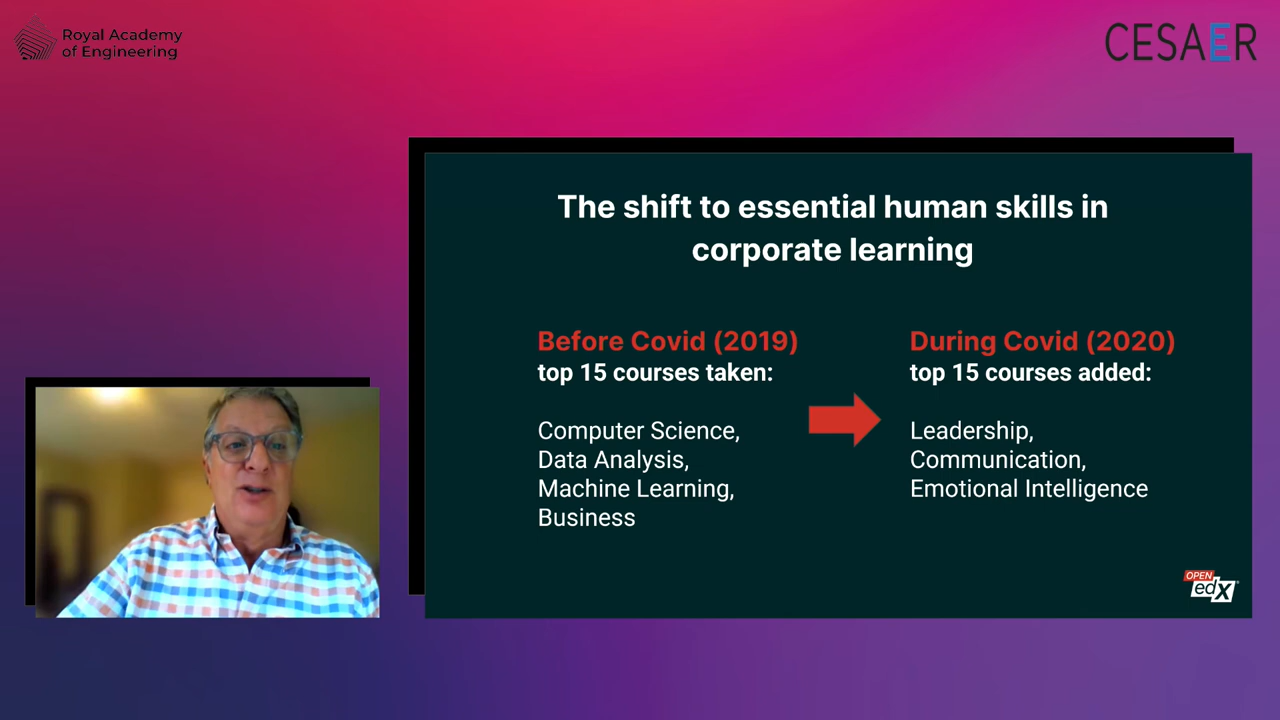 Royal Academy
of Engineering
CESAER
The shift to essential human skills in
corporate learning
Before Covid (2019)
top 15 courses taken:
Computer Science,
Data Analysis,
Machine Learning,
Business
During Covid (2020)
top 15 courses added:
Leadership,
Communication,
Emotional Intelligence
OPEN
edX